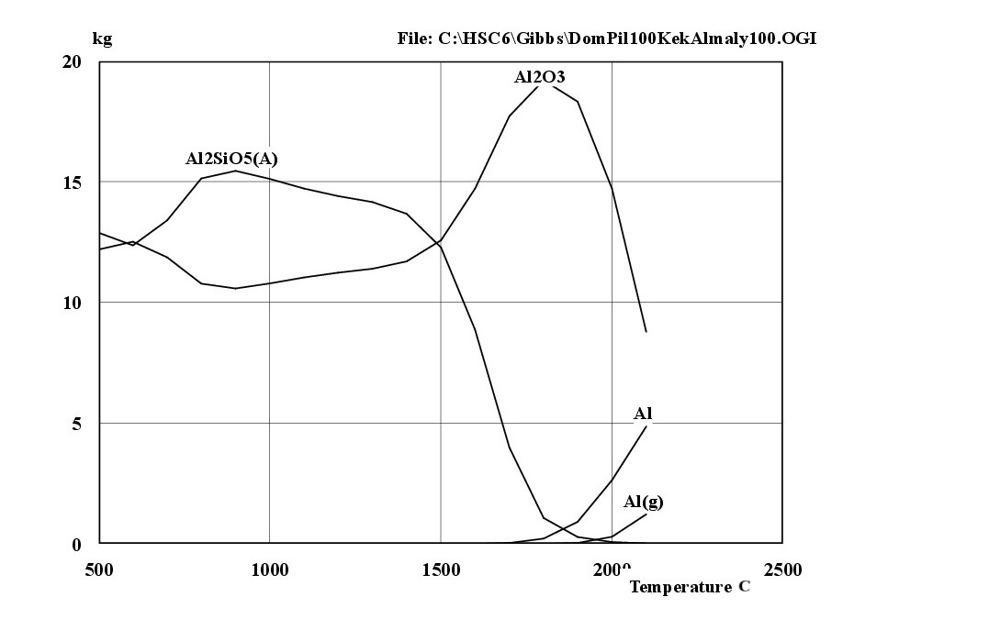 kg
File: C:\HSC6\Gibbs\DomPil100KekAlmaly100.OGI
20
Al2O3
Al2SiO5(A)
15
10
Al
5
Al(g)
0
500 1000 1500 2000 2500
Temperature C